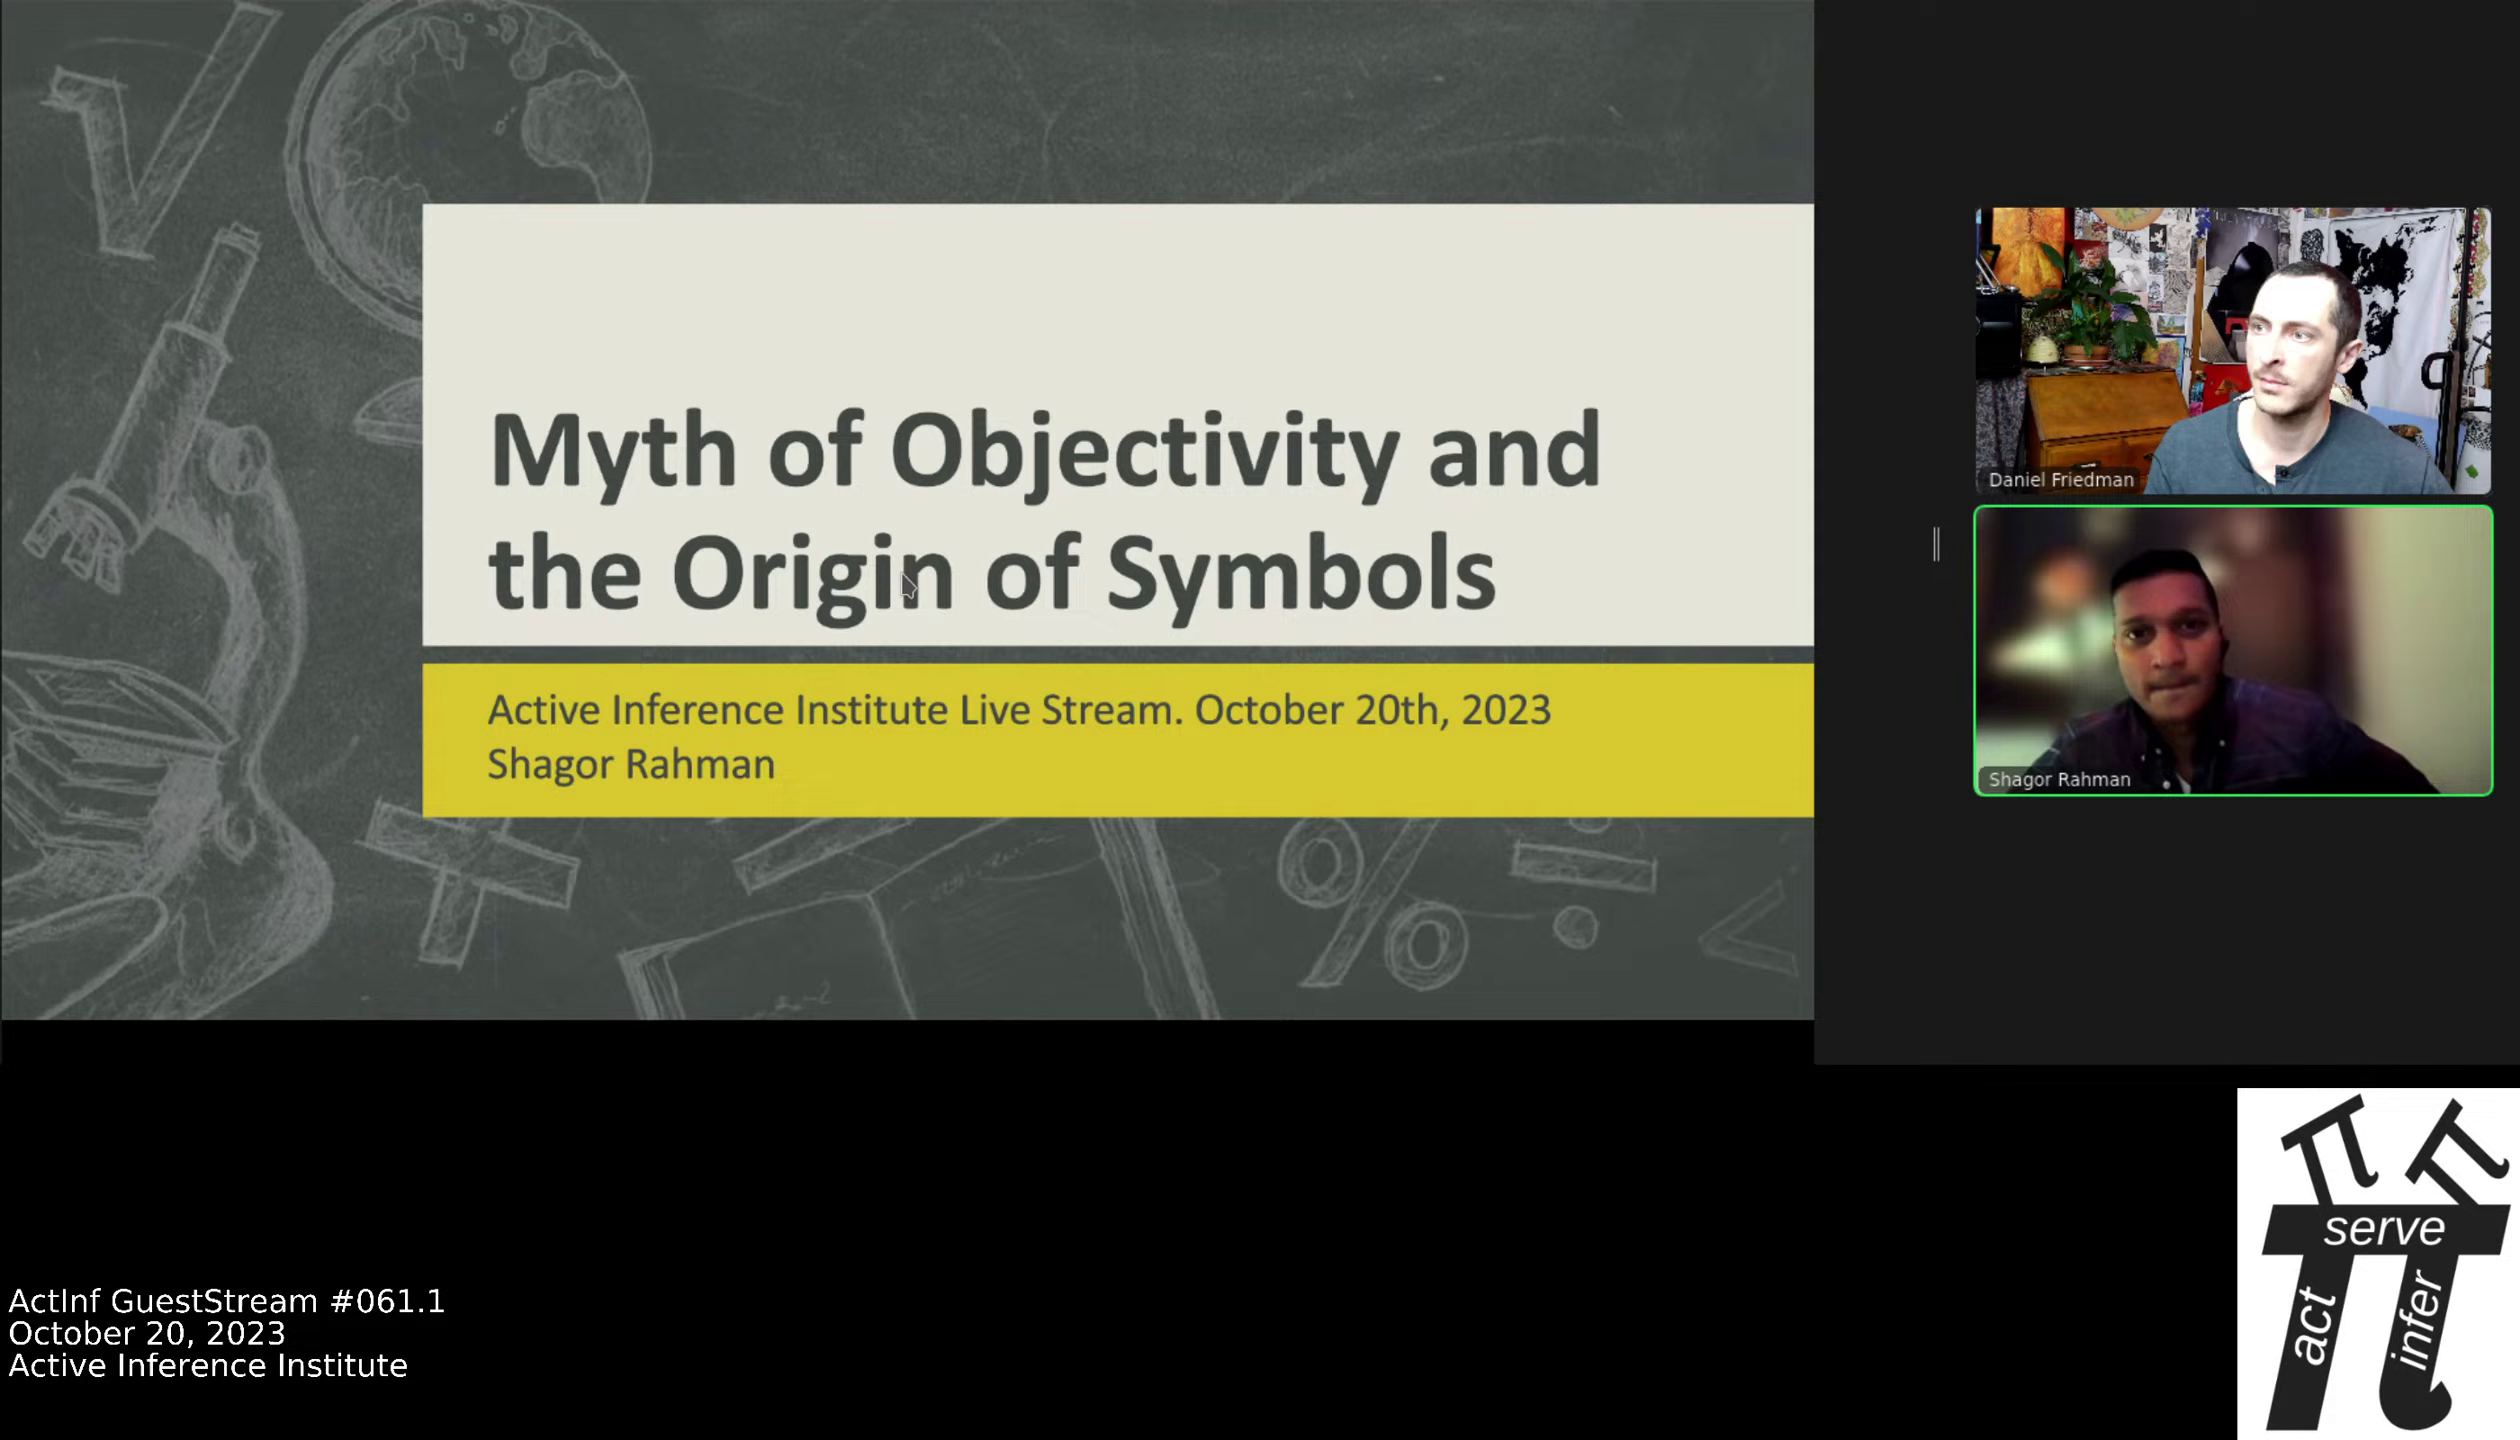 Myth of Objectivity and
the Origin of Symbols
Active Inference Institute Live Stream. October 20th, 2023
Shagor Rahman
Daniel Friedman
Shagor Rahman
ActInf GuestStream #061.1
October 20, 2023
Active Inference Institute
serve
act
infer